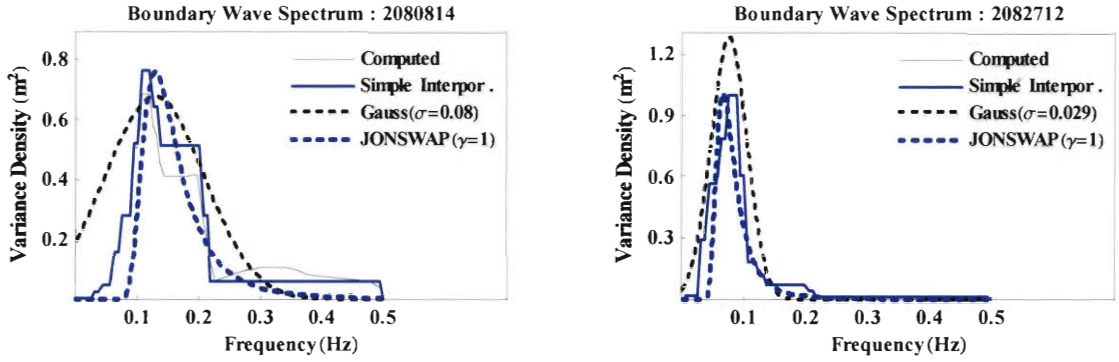 Boundary Wave Spectrum : 2080814
Variance Density (m²)
0.8
0.6
0.4
0.2
Computed
Simple Interpor .
Gauss(σ=0.08)
JONSWAP(γ=1)
0.1 0.2 0.3 0.4 0.5
Frequency (Hz)
Boundary Wave Spectrum : 2082712
Variance Density (m²)
1.2
0.9
0.6
0.3
Computed
Simple Interpor .
Gauss(σ=0.029)
JONSWAP(γ=1)
0.1 0.2 0.3 0.4 0.5
Frequency (Hz)